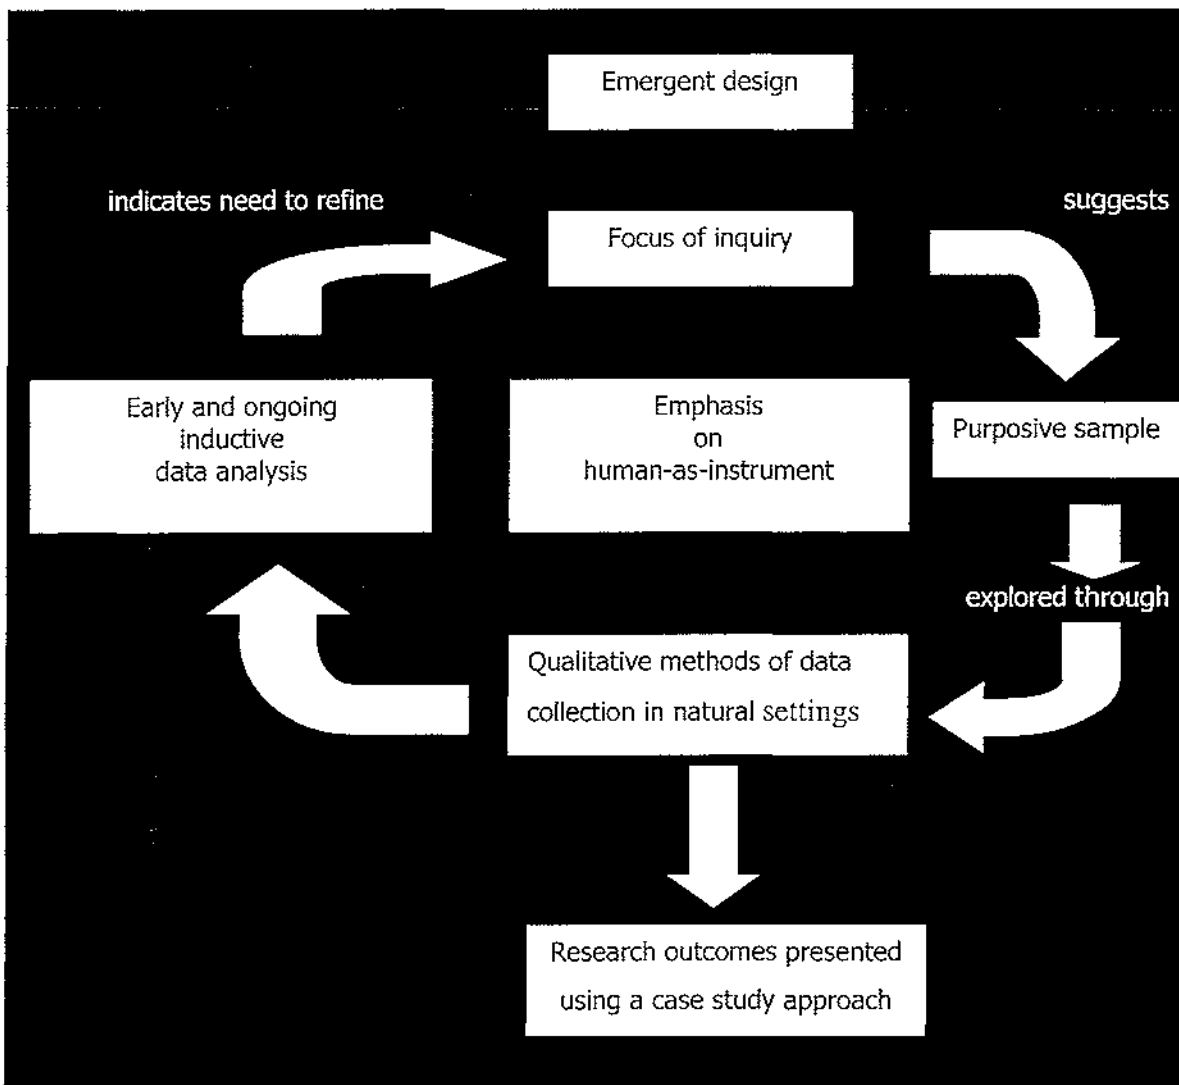 Emergent design
indicates need to refine
suggests
Focus of inquiry
Early and ongoing
inductive
data analysis
Emphasis
on
human-as-instrument
Purposive sample
explored through
Qualitative methods of data
collection in natural settings
Research outcomes presented
using a case study approach